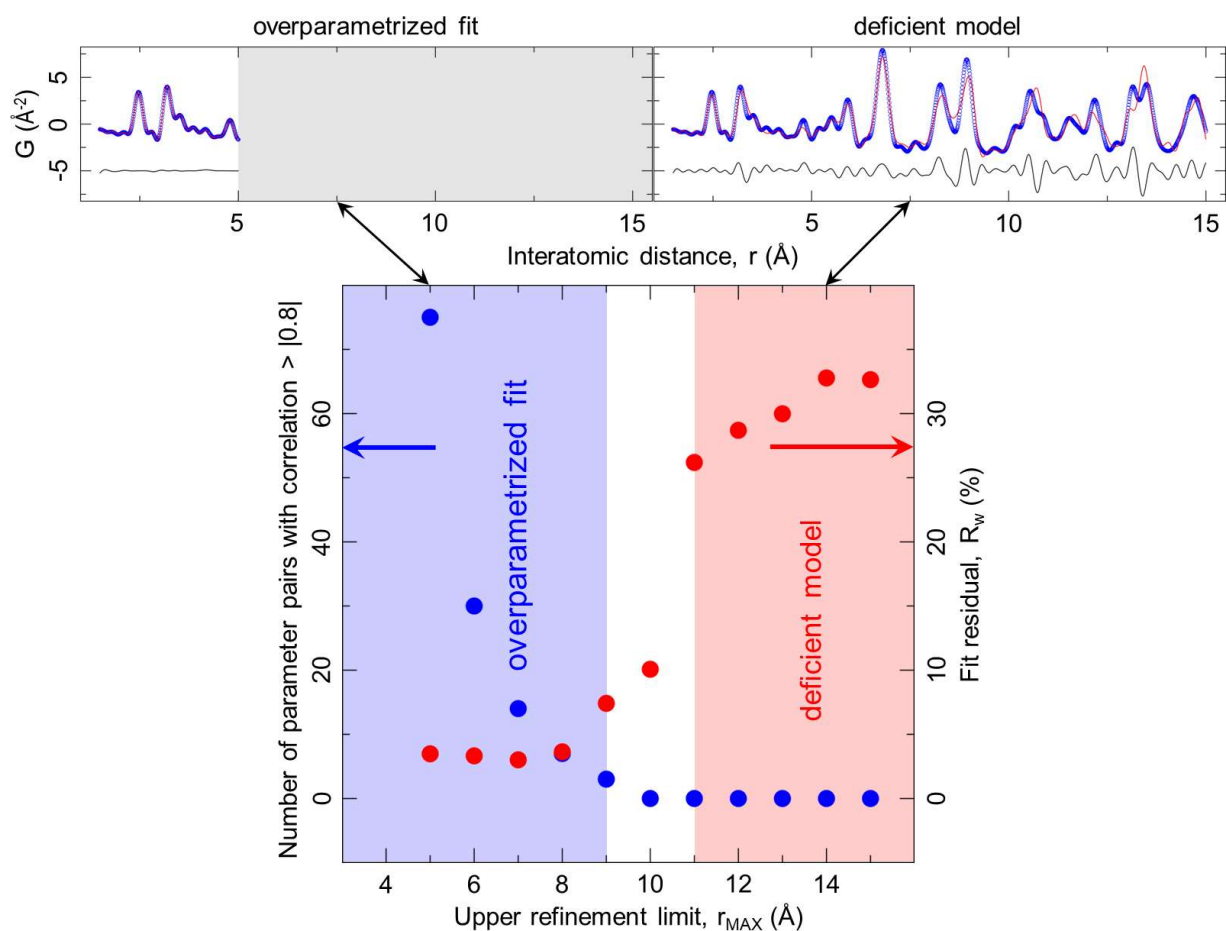 overparametrized fit
deficient model
G (Å⁻²)
5
0
-5
5
10
15
5
10
15
Interatomic distance, r (Å)
Number of parameter pairs with correlation > |0.8|
60
40
20
0
overparametrized fit
deficient model
30
20
10
0
Fit residual, R_w (%)
4
6
8
10
12
14
Upper refinement limit, r_MAX (Å)